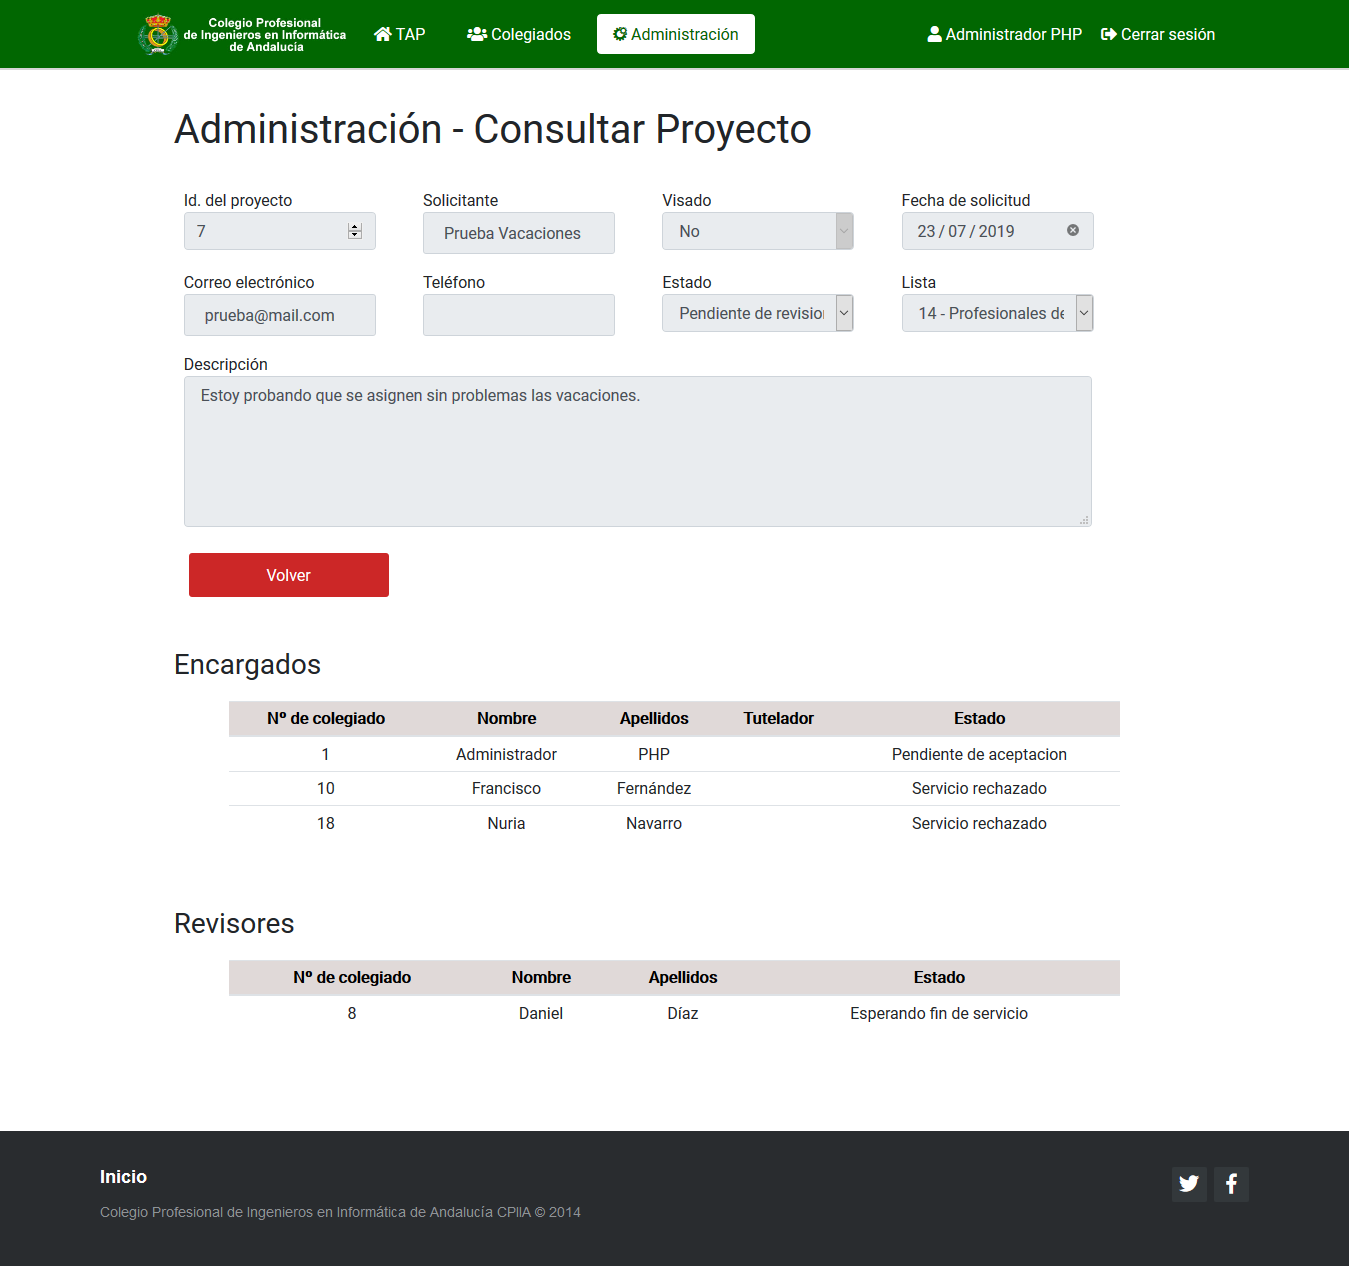 Colegio Profesional
de Ingenieros en Informática
de Andalucía
TAP
Colegiados
Administración
Administrador PHP
Cerrar sesión
Administración - Consultar Proyecto
Id. del proyecto
Solicitante
Visado
Fecha de solicitud
7
Prueba Vacaciones
No
23 / 07 / 2019
Correo electrónico
Teléfono
Estado
Lista
prueba@mail.com
Pendiente de revision
14 - Profesionales de
Descripción
Estoy probando que se asignen sin problemas las vacaciones.
Volver
Encargados
Nº de colegiado Nombre Apellidos Tutelador Estado
1 Administrador PHP Pendiente de aceptacion
10 Francisco Fernández Servicio rechazado
18 Nuria Navarro Servicio rechazado
Revisores
Nº de colegiado Nombre Apellidos Estado
8 Daniel Díaz Esperando fin de servicio
Inicio
Colegio Profesional de Ingenieros en Informática de Andalucía CPIIA © 2014